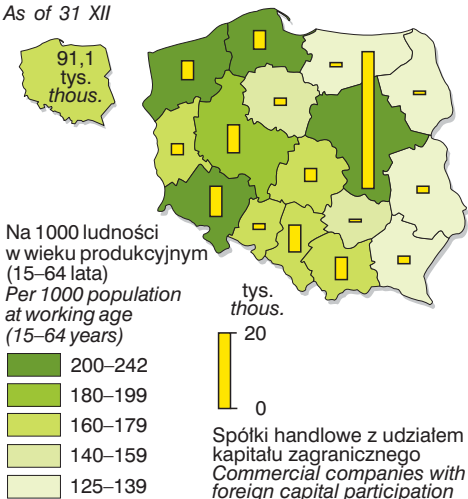 As of 31 XII
91,1
tys.
thous.
Na 1000 ludności
w wieku produkcyjnym
(15–64 lata)
Per 1000 population
at working age
(15–64 years)
200–242
180–199
160–179
140–159
125–139
tys.
thous.
20
0
Spółki handlowe z udziałem
kapitału zagranicznego
Commercial companies with
foreign capital participation